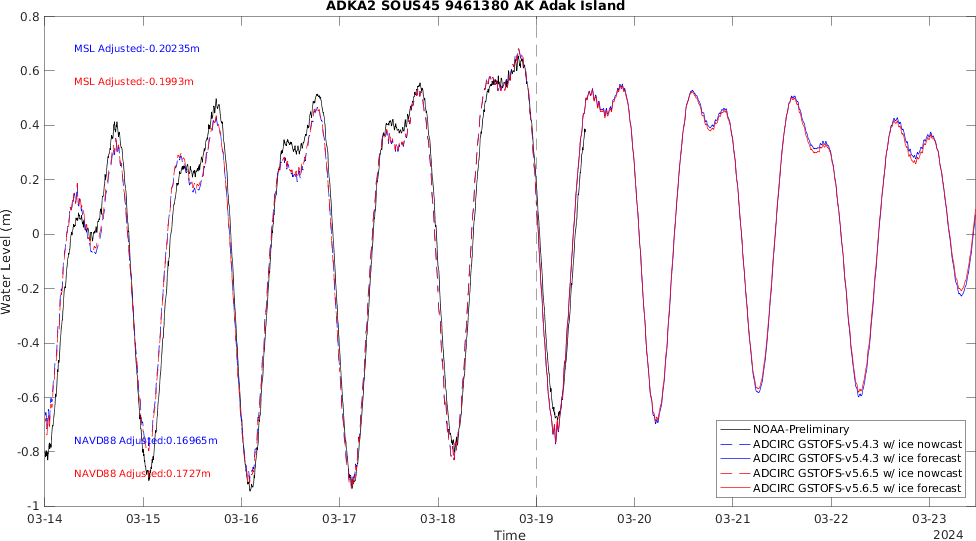 ADKA2 SOUS45 9461380 AK Adak Island
0.8
0.6
0.4
0.2
0
-0.2
-0.4
-0.6
-0.8
-1
Water Level (m)
MSL Adjusted:-0.20235m
MSL Adjusted:-0.1993m
NAVD88 Adjusted:0.16965m
NAVD88 Adjusted:0.1727m
NOAA-Preliminary
ADCIRC GSTOFS-v5.4.3 w/ ice nowcast
ADCIRC GSTOFS-v5.4.3 w/ ice forecast
ADCIRC GSTOFS-v5.6.5 w/ ice nowcast
ADCIRC GSTOFS-v5.6.5 w/ ice forecast
03-14 03-15 03-16 03-17 03-18 03-19 03-20 03-21 03-22 03-23
Time
2024